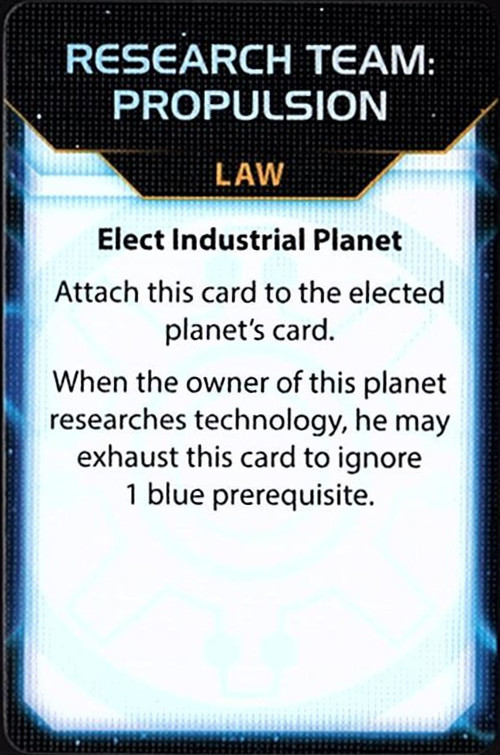 RESEARCH TEAM:
PROPULSION
LAW
Elect Industrial Planet
Attach this card to the elected
planet's card.
When the owner of this planet
researches technology, he may
exhaust this card to ignore
1 blue prerequisite.